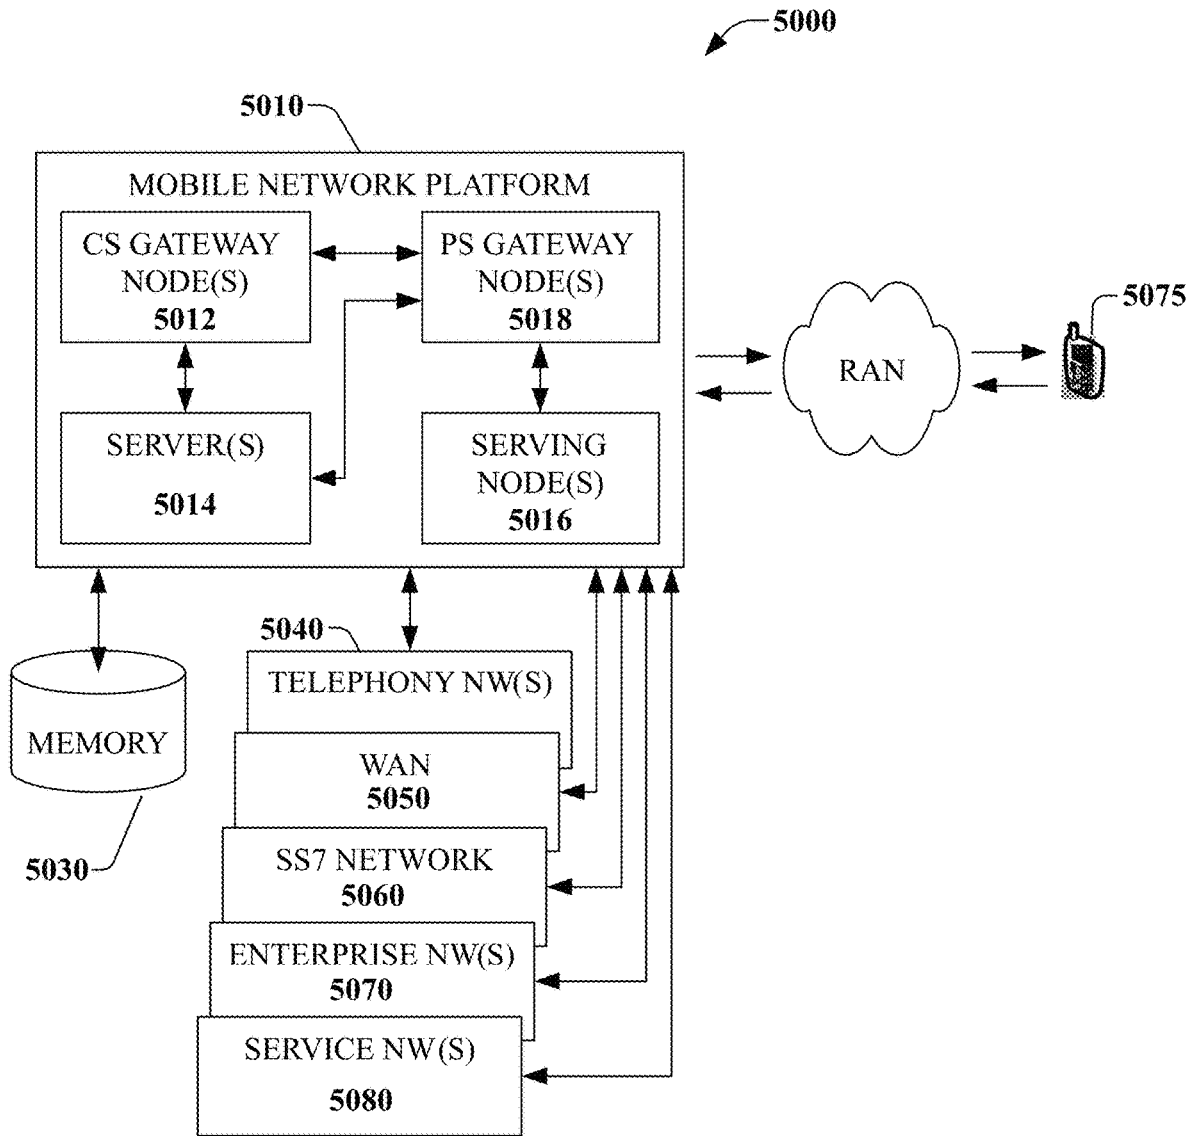 5000
5010
MOBILE NETWORK PLATFORM
CS GATEWAY
NODE(S)
5012
PS GATEWAY
NODE(S)
5018
SERVER(S)
5014
SERVING
NODE(S)
5016
RAN
5075
5040
TELEPHONY NW(S)
MEMORY
5030
WAN
5050
SS7 NETWORK
5060
ENTERPRISE NW(S)
5070
SERVICE NW(S)
5080